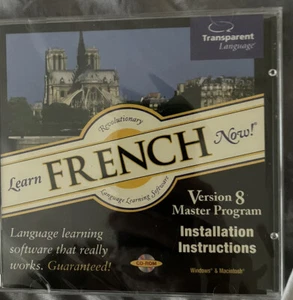 Transparent
Language®
Revolutionary
Learn FRENCH Now!®
Language Learning Software
Version 8
Master Program
Language learning
software that really
works. Guaranteed!
Installation
Instructions
CD-ROM
Windows® & Macintosh®